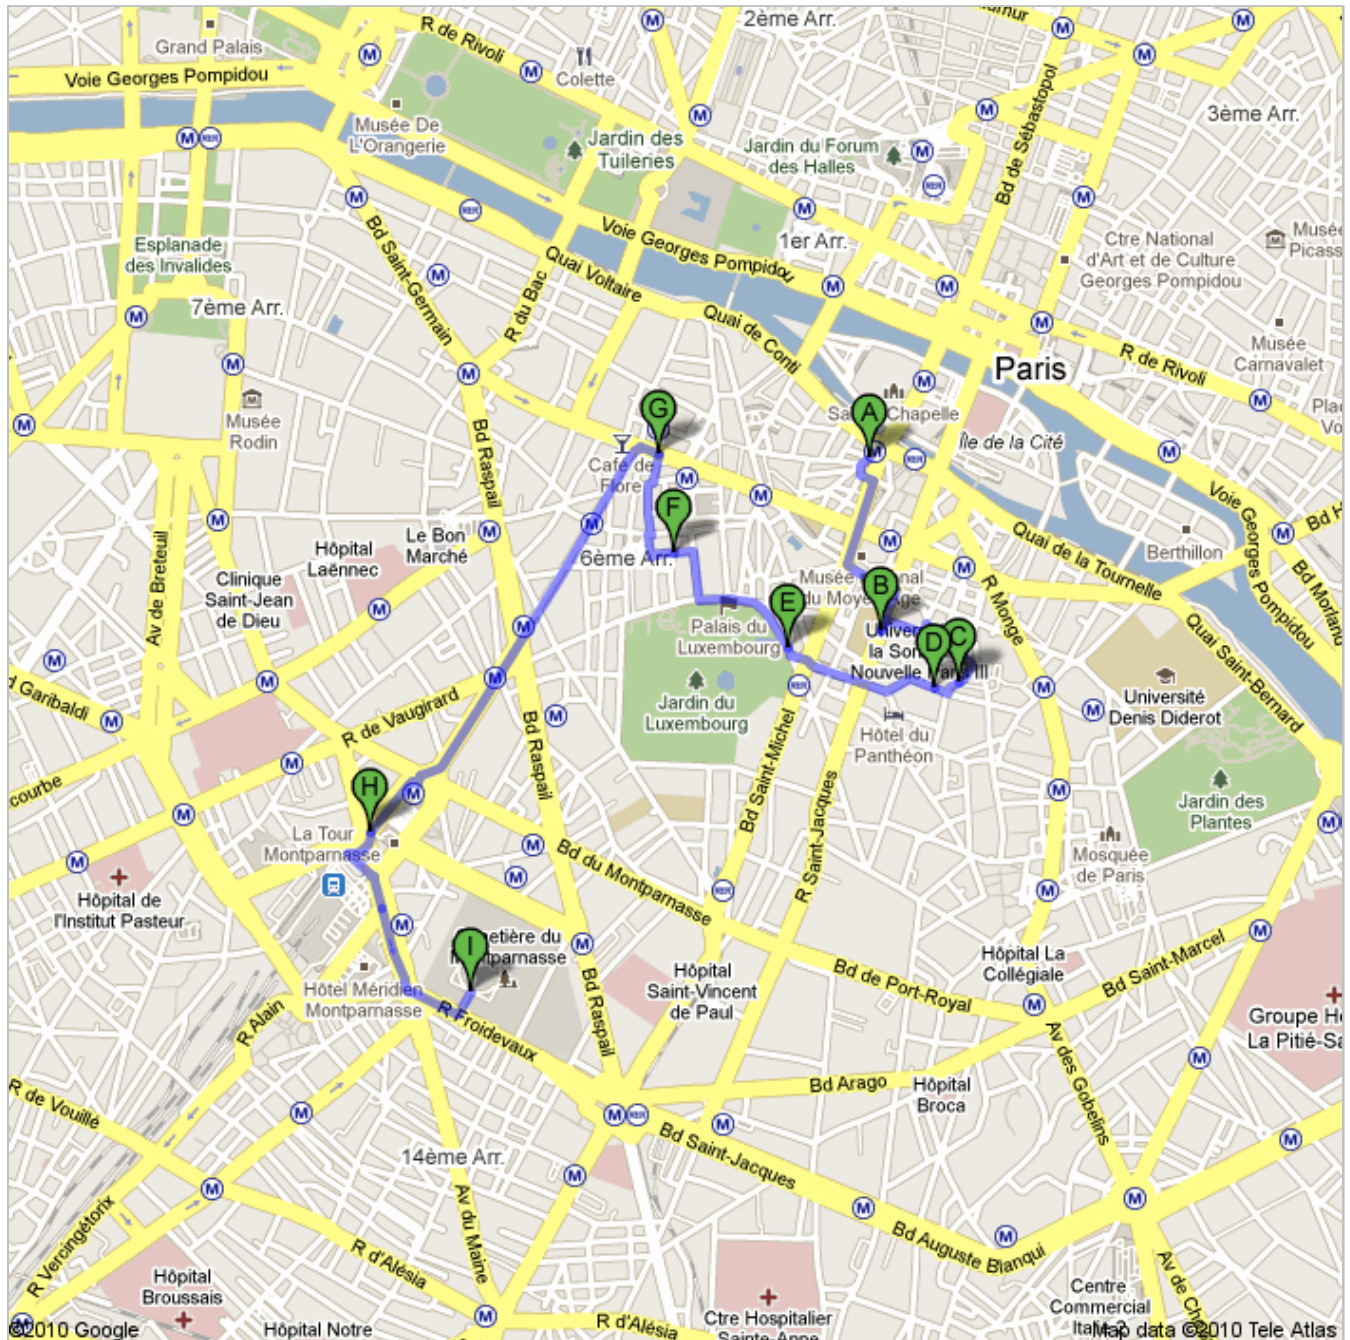 2ème Arr.
R de Rivoli
Grand Palais
Colette
Voie Georges Pompidou
3ème Arr.
Bd de Sébastopol
Musée De
L'Orangerie
Jardin des
Tuileries
Jardin du Forum
des Halles
Bd Saint-Germain
Voie Georges Pompidou
1er Arr.
Ctre National
d'Art et de Culture
Georges Pompidou
Esplanade
des Invalides
Quai Voltaire
7ème Arr.
R du Bac
Quai de Conti
Musée
Carnavalet
R de Rivoli
Paris
Musée
Rodin
Bd Raspail
G
A
Chapelle
Île de la Cité
Café de
Flore
F
Voie Georges Pompidou
Le Bon
Marché
Hôpital
Laënnec
6ème Arr.
Quai de la Tournelle
Berthillon
Av de Breteuil
Clinique
Saint-Jean
de Dieu
Musée
B
R Monge
Bd Morland
E
Palais du
Luxembourg
D
C
Nouvelle
III
Quai Saint-Bernard
Université
Denis Diderot
Garibaldi
R de Vaugirard
Jardin du
Luxembourg
Bd Raspail
Bd Saint-Michel
Hôtel du
Panthéon
H
R Saint-Jacques
Jardin des
Plantes
La Tour
Montparnasse
Bd du Montparnasse
Mosquée
de Paris
Hôpital de
l'Institut Pasteur
I
Montparnasse
Hôtel Méridien
Montparnasse
Bd Raspail
Hôpital
Saint-Vincent
de Paul
Bd de Port-Royal
Hôpital La
Collégiale
Bd Saint-Marcel
R Alain
R Froidevaux
Groupe
La
Bd Arago
Hôpital
Broca
Av des Gobelins
R de Vouillé
Bd Saint-Jacques
14ème Arr.
Av du Maine
R Vercingétorix
R d'Alésia
Bd Auguste Blanqui
Hôpital
Broussais
Av de
Centre
Commercial
Hôpital Notre
R d'Alésia
Ctre Hospitalier
©2010 Google
Map data ©2010 Tele Atlas